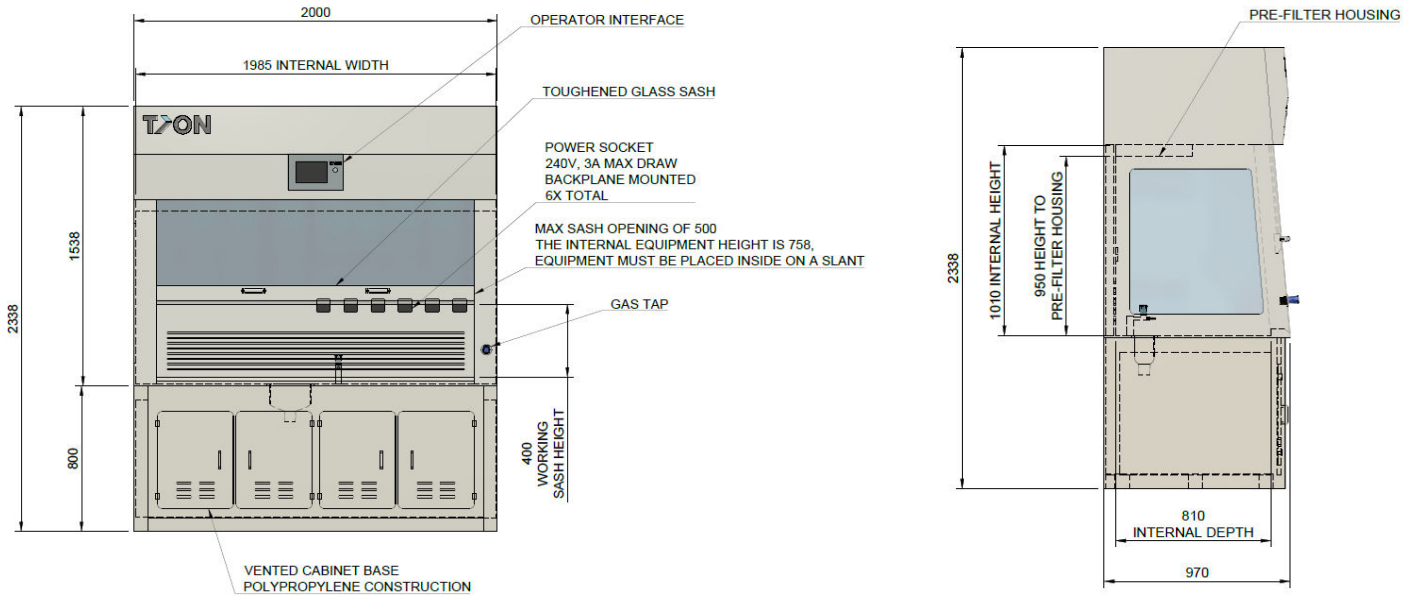 2000
OPERATOR INTERFACE
1985 INTERNAL WIDTH
TOUGHENED GLASS SASH
TION
POWER SOCKET
240V, 3A MAX DRAW
BACKPLANE MOUNTED
6X TOTAL
MAX SASH OPENING OF 500
THE INTERNAL EQUIPMENT HEIGHT IS 758,
EQUIPMENT MUST BE PLACED INSIDE ON A SLANT
GAS TAP
1538
2338
800
400
WORKING
SASH HEIGHT
VENTED CABINET BASE
POLYPROPYLENE CONSTRUCTION
PRE-FILTER HOUSING
2338
1010 INTERNAL HEIGHT
950 HEIGHT TO
PRE-FILTER HOUSING
810
INTERNAL DEPTH
970